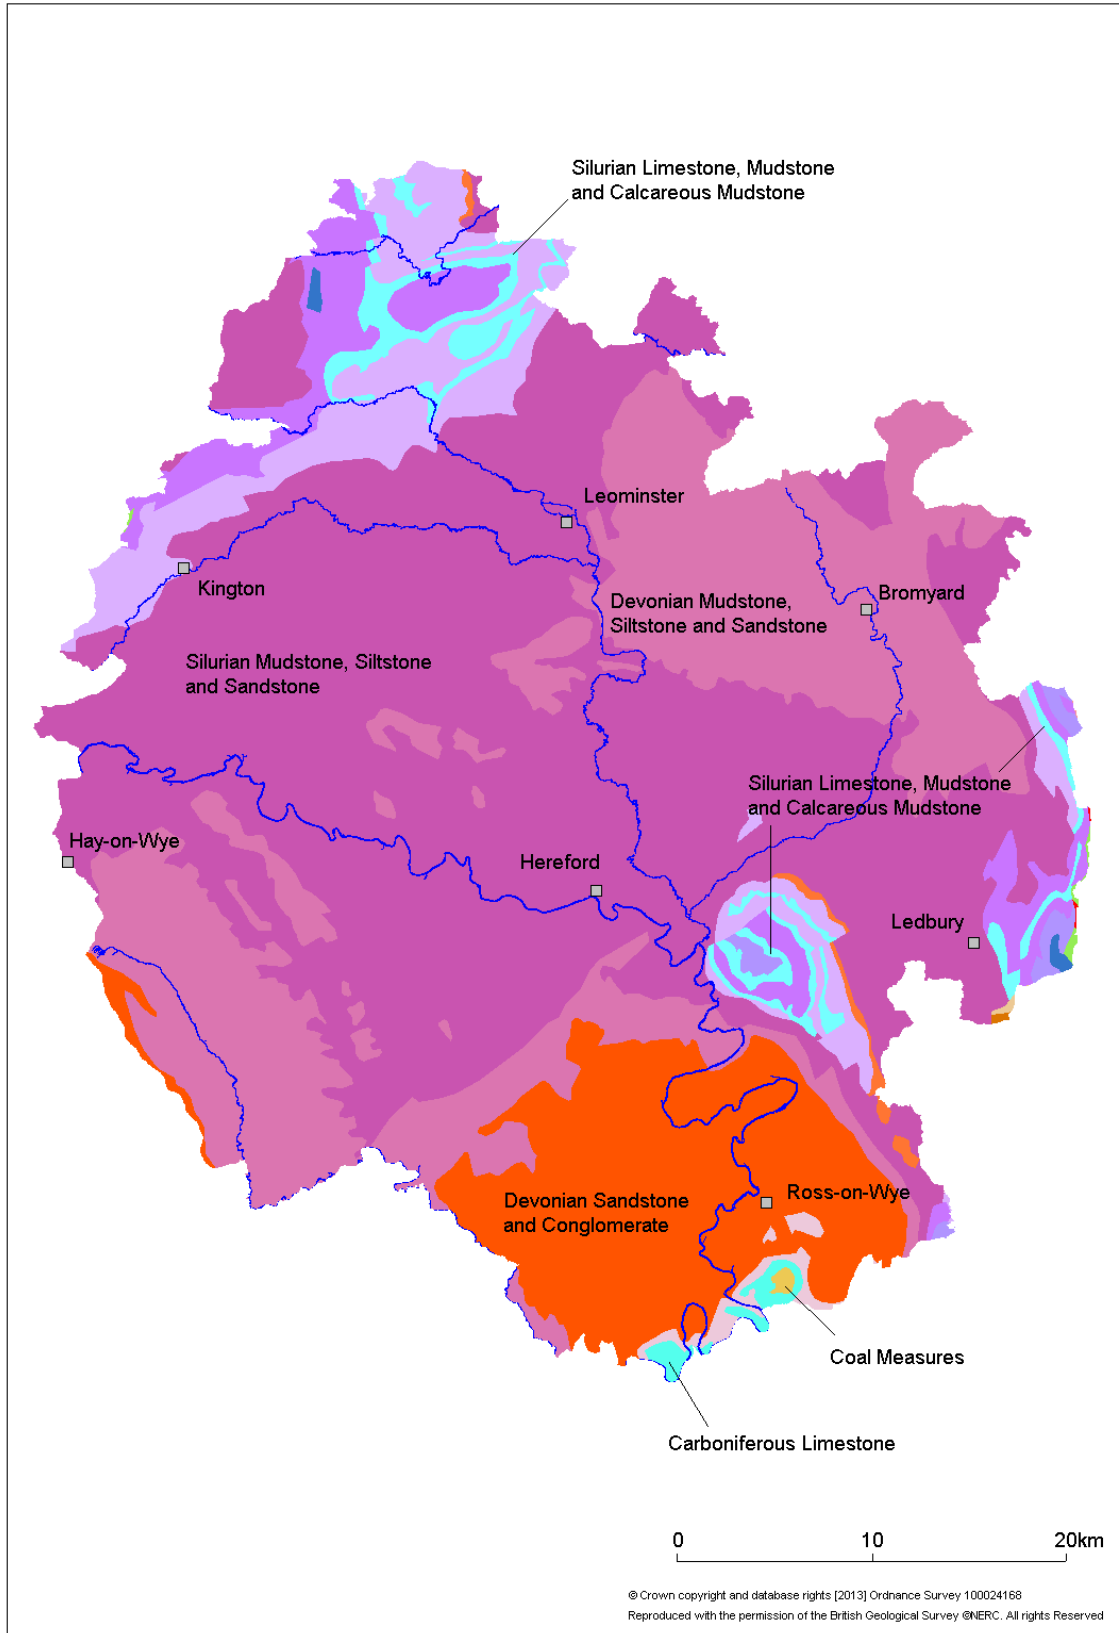 Silurian Limestone, Mudstone
and Calcareous Mudstone
Leominster
Kington
Bromyard
Devonian Mudstone,
Siltstone and Sandstone
Silurian Mudstone, Siltstone
and Sandstone
Silurian Limestone, Mudstone
and Calcareous Mudstone
Hay-on-Wye
Hereford
Ledbury
Devonian Sandstone
and Conglomerate
Ross-on-Wye
Coal Measures
Carboniferous Limestone
0 10 20km
© Crown copyright and database rights [2013] Ordnance Survey 100024168
Reproduced with the permission of the British Geological Survey ©NERC. All rights Reserved